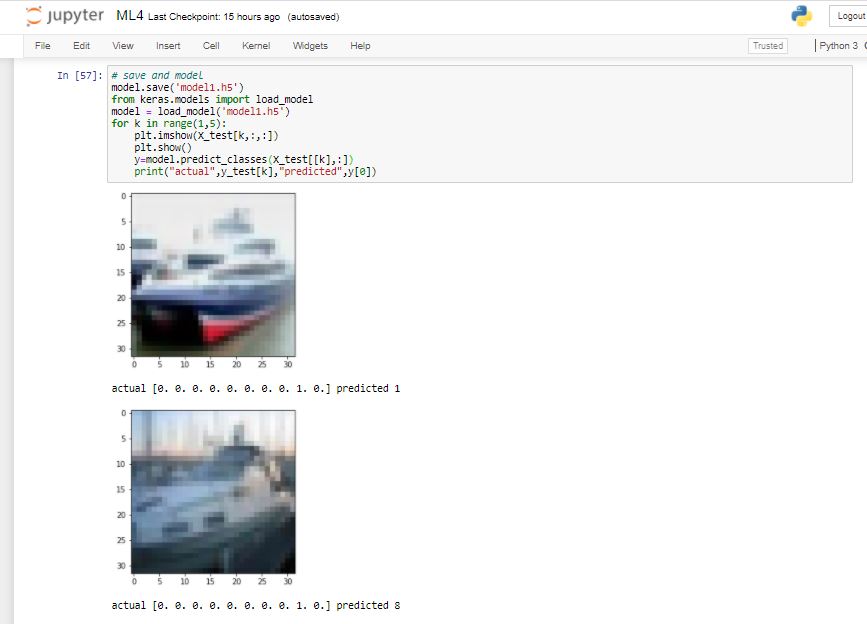 jupyter ML4 Last Checkpoint: 15 hours ago (autosaved)
Logout
File Edit View Insert Cell Kernel Widgets Help
Trusted
Python 3
In [57]:
# save and model
model.save('model1.h5')
from keras.models import load_model
model = load_model('model1.h5')
for k in range(1,5):
    plt.imshow(X_test[k,:,:])
    plt.show()
    y=model.predict_classes(X_test[[k],:])
    print("actual",y_test[k],"predicted",y[0])
0
5
10
15
20
25
30
0 5 10 15 20 25 30
actual [0. 0. 0. 0. 0. 0. 0. 0. 1. 0.] predicted 1
0
5
10
15
20
25
30
0 5 10 15 20 25 30
actual [0. 0. 0. 0. 0. 0. 0. 0. 1. 0.] predicted 8